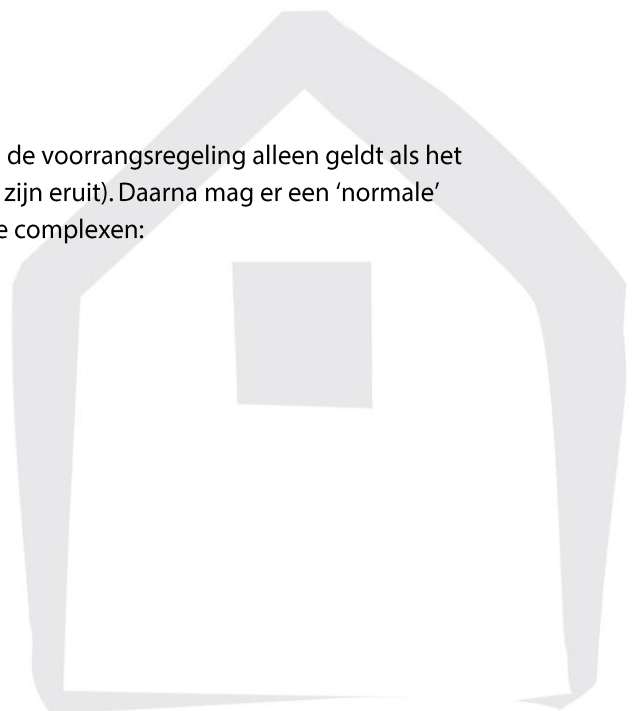 de voorrangsregeling alleen geldt als het
zijn eruit). Daarna mag er een ‘normale’
e complexen: